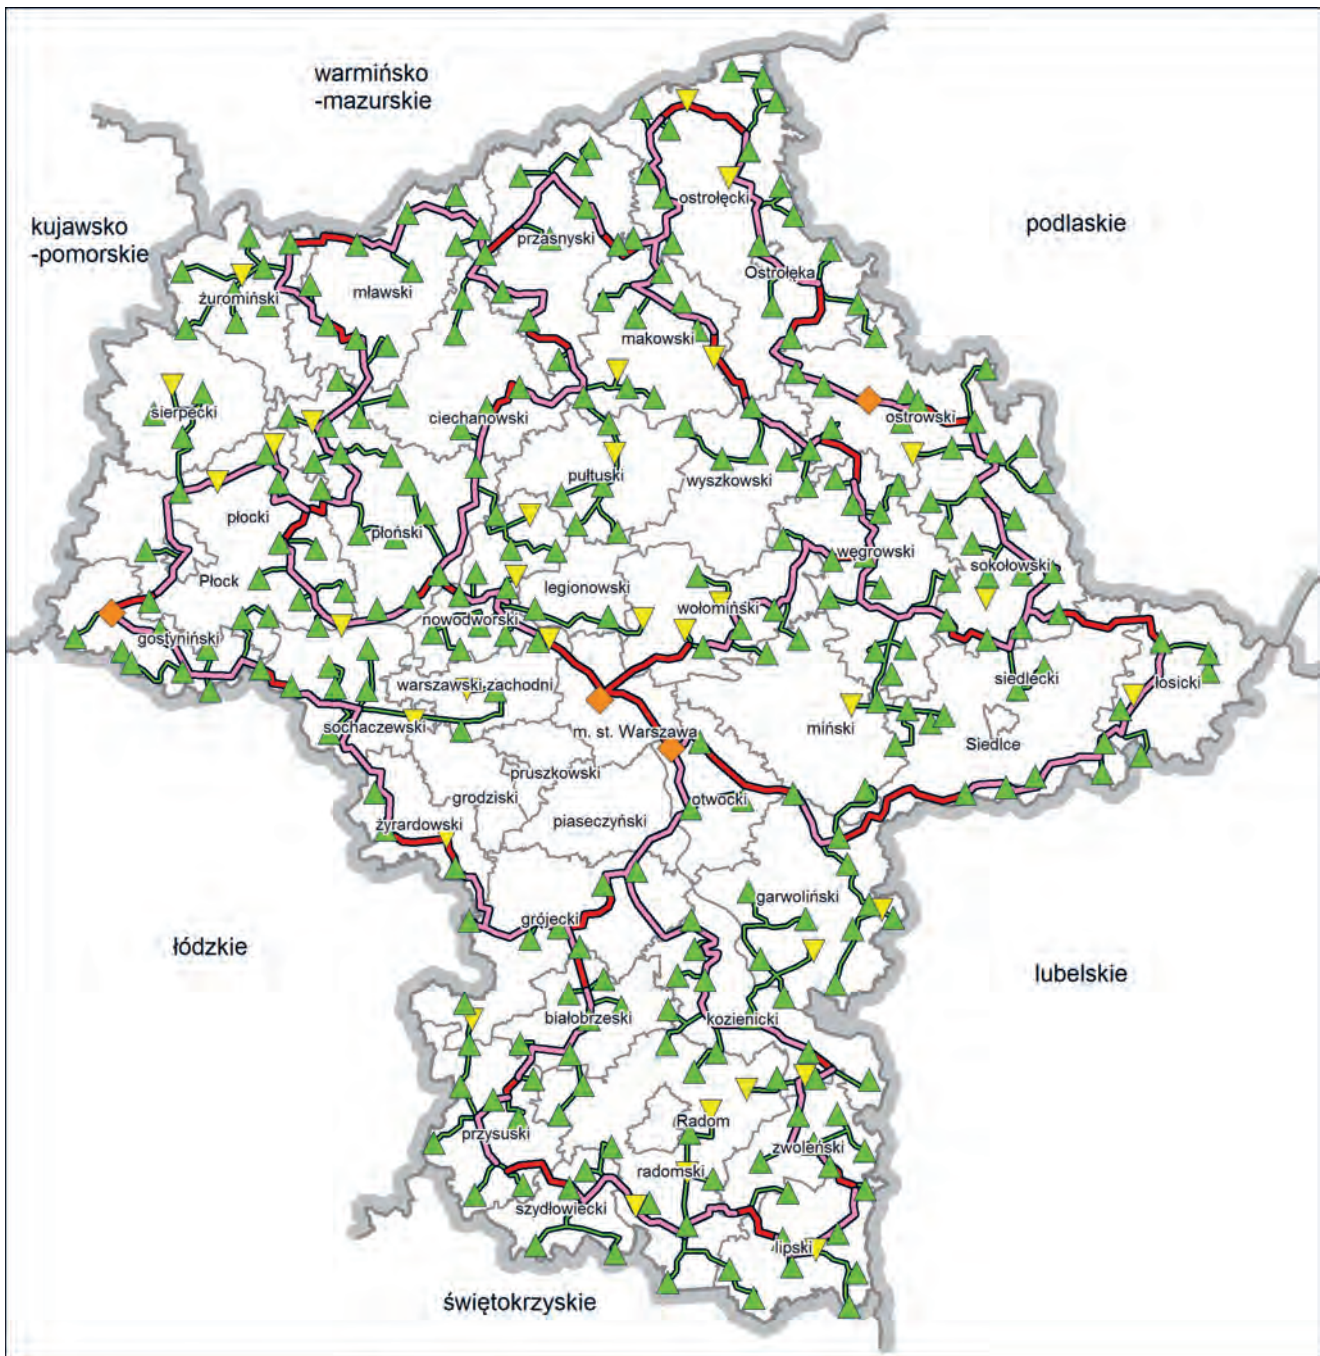 warmińsko
-mazurskie
kujawsko
-pomorskie
podlaskie
ostrołęcki
przasnyski
Ostrołęka
mławski
żuromiński
makowski
sierpecki
ciechanowski
ostrowski
pułtuski
wyszkowski
płocki
płoński
węgrowski
sokołowski
Płock
legionowski
wołomiński
nowodworski
gostyniński
warszawski zachodni
siedlecki
łosicki
sochaczewski
m. st. Warszawa
miński
Siedlce
pruszkowski
grodziski
otwocki
żyrardowski
piaseczyński
garwoliński
grójecki
łódzkie
lubelskie
białobrzeski
kozienicki
Radom
przysuski
zwoleński
radomski
szydłowiecki
lipski
świętokrzyskie